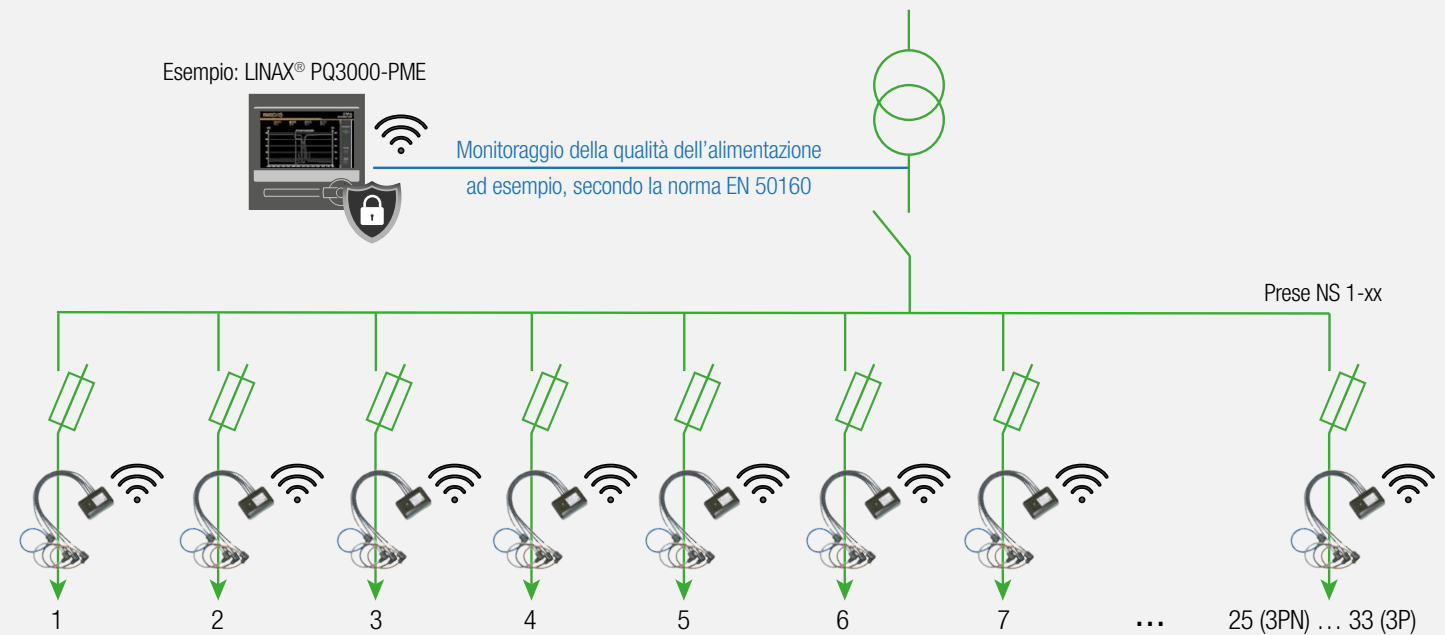 Esempio: LINAX® PQ3000-PME
Monitoraggio della qualità dell'alimentazione
ad esempio, secondo la norma EN 50160
Prese NS 1-xx
1 2 3 4 5 6 7 ... 25 (3PN) … 33 (3P)